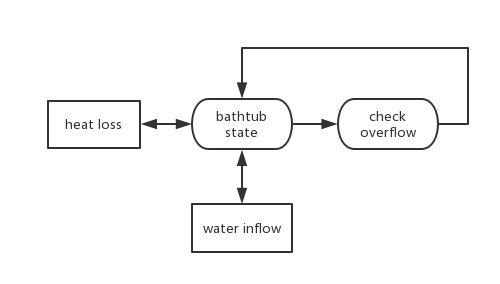 bathtub
state
check
overflow
heat loss
water inflow